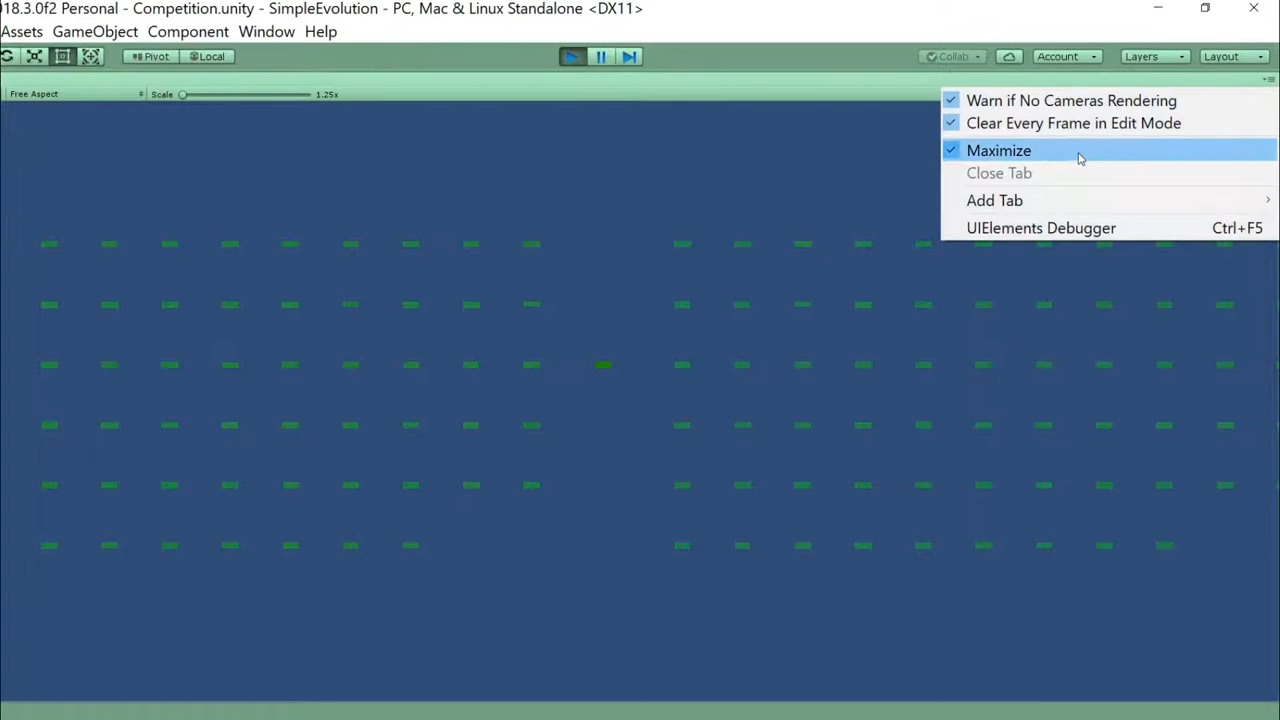 018.3.0f2 Personal - Competition.unity - SimpleEvolution - PC, Mac & Linux Standalone <DX11>
Assets GameObject Component Window Help
Pivot Local Collab Account Layers Layout
Free Aspect Scale 1.25x
Warn if No Cameras Rendering
Clear Every Frame in Edit Mode
Maximize
Close Tab
Add Tab
UIElements Debugger Ctrl+F5